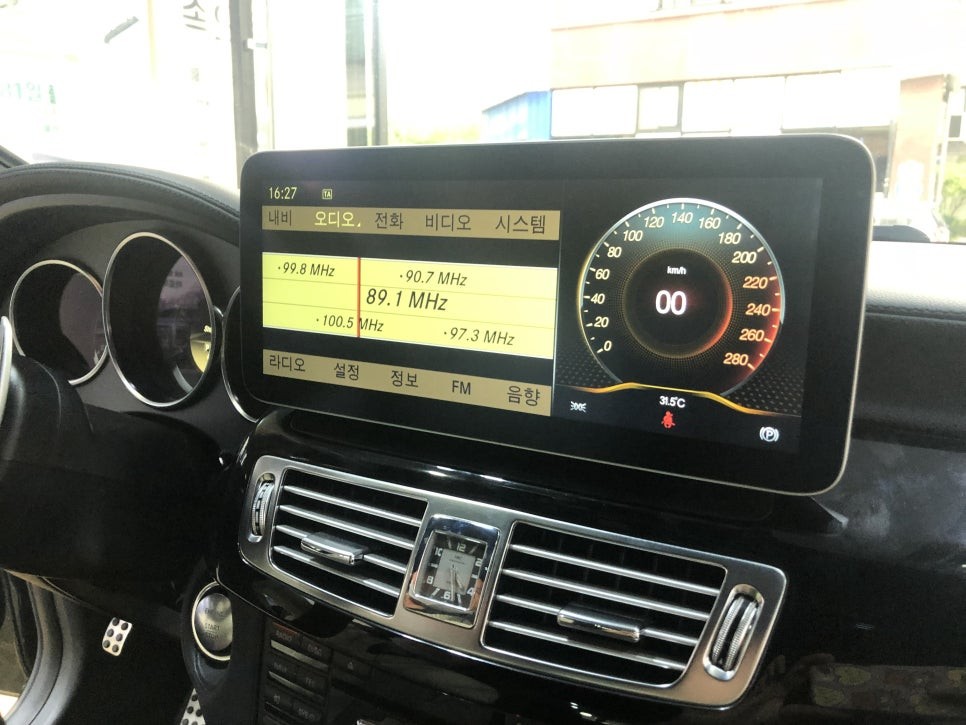 16:27 TA
내비 오디오 전화 비디오 시스템
99.8 MHz 90.7 MHz
89.1 MHz
100.5 MHz 97.3 MHz
라디오 설정 정보 FM 음향
0 20 40 60 80 100 120 140 160 180 200 220 240 260 280
km/h
00
31.5°C
P
START
RADIO